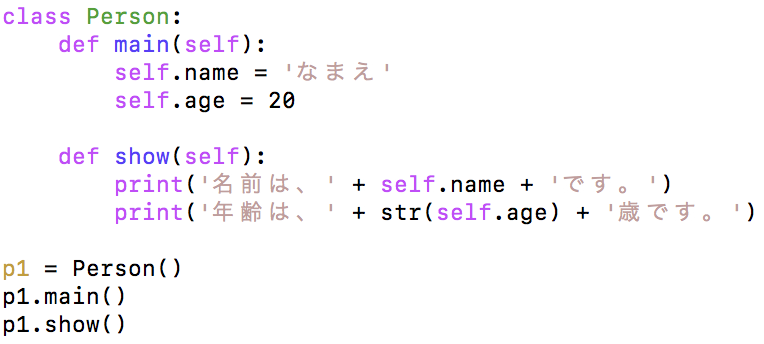 class Person:
    def main(self):
        self.name = 'なまえ'
        self.age = 20

    def show(self):
        print('名前は、' + self.name + 'です。')
        print('年齢は、' + str(self.age) + '歳です。')

p1 = Person()
p1.main()
p1.show()